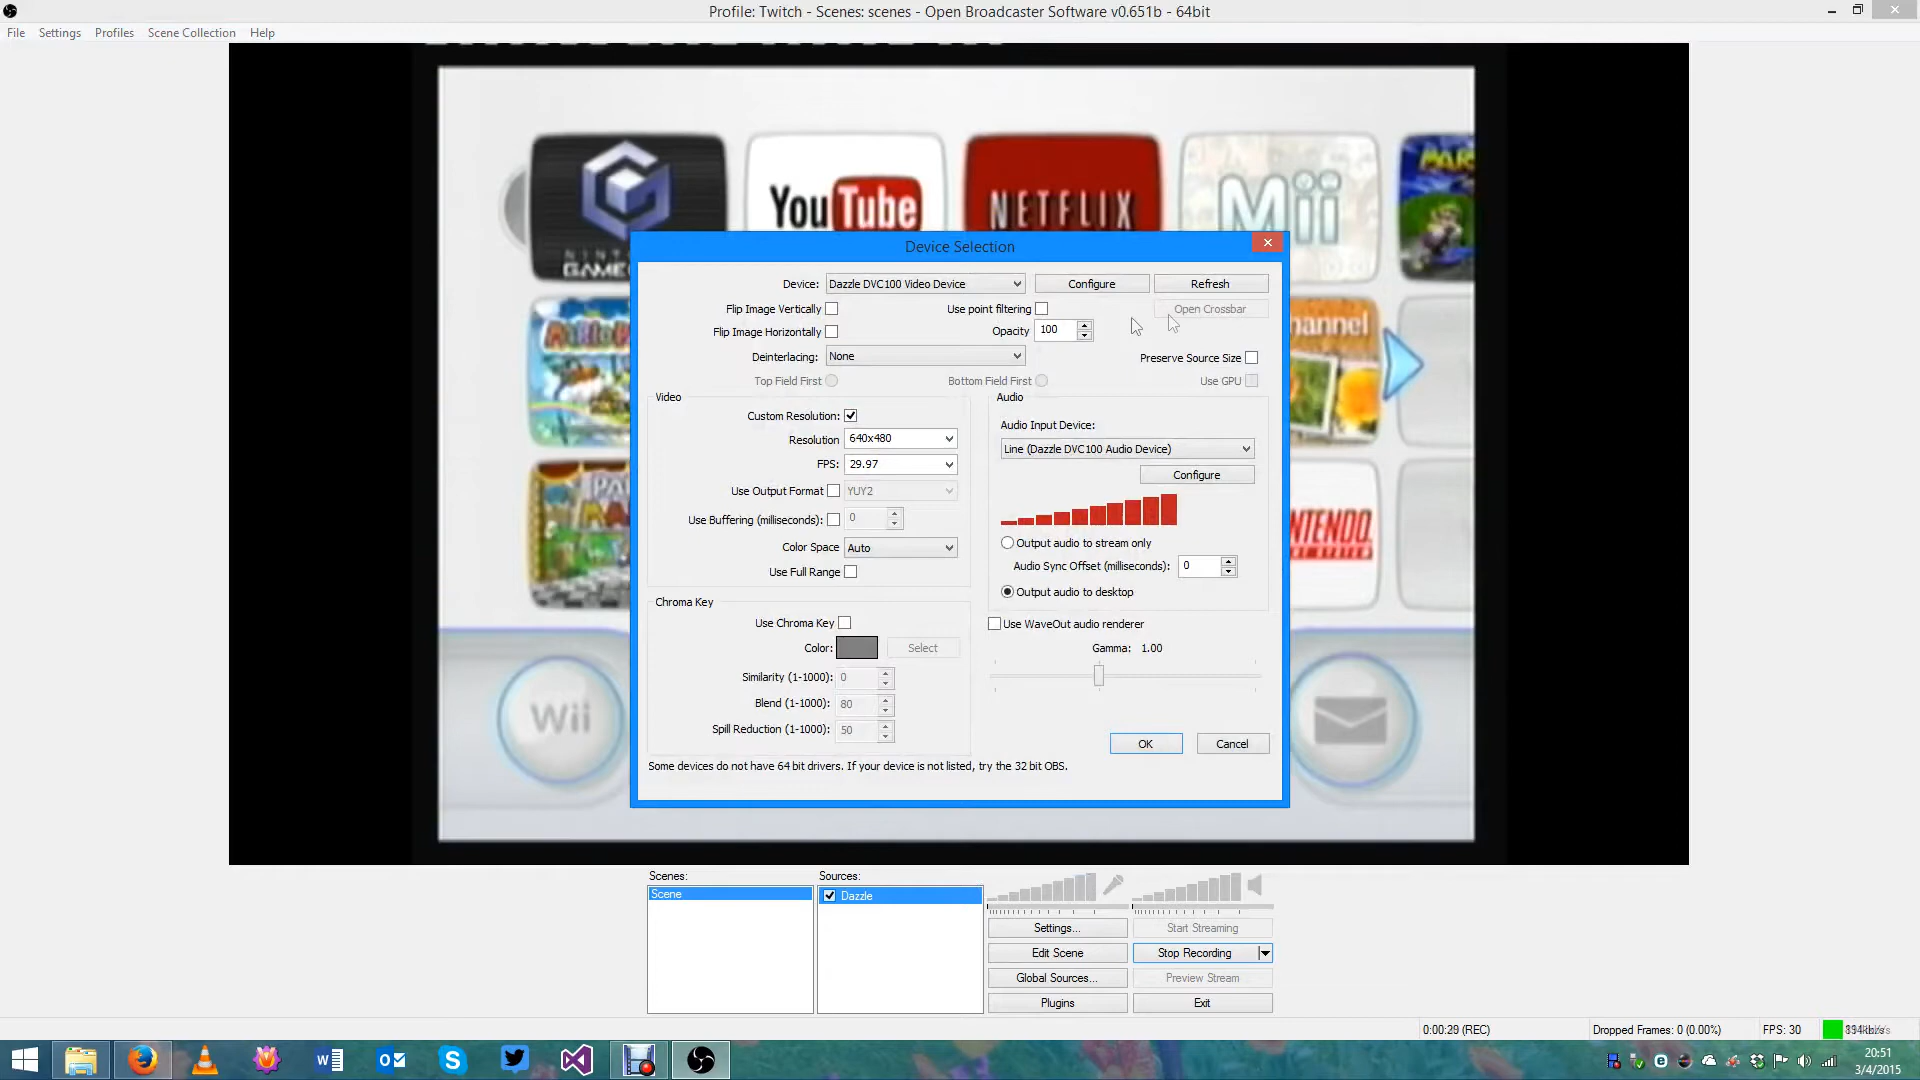 Profile: Twitch - Scenes: scenes - Open Broadcaster Software v0.651b - 64bit
File Settings Profiles Scene Collection Help
YouTube
NETFLIX
Mii
Device Selection
Device: Dazzle DVC100 Video Device Configure Refresh
Flip Image Vertically Use point filtering Open Crossbar
Flip Image Horizontally Opacity 100
Deinterlacing: None Preserve Source Size
Top Field First Bottom Field First Use GPU
Video
Custom Resolution:
Resolution 640x480
FPS: 29.97
Use Output Format YUY2
Use Buffering (milliseconds): 0
Color Space Auto
Use Full Range
Audio
Audio Input Device:
Line (Dazzle DVC100 Audio Device)
Configure
Output audio to stream only
Audio Sync Offset (milliseconds): 0
Output audio to desktop
Chroma Key
Use Chroma Key
Color: Select
Similarity (1-1000): 0
Blend (1-1000): 80
Spill Reduction (1-1000): 50
Use WaveOut audio renderer
Gamma: 1.00
OK Cancel
Some devices do not have 64 bit drivers. If your device is not listed, try the 32 bit OBS.
Wii
Scenes: Sources:
Scene Dazzle
Settings... Start Streaming
Edit Scene Stop Recording
Global Sources... Preview Stream
Plugins Exit
0:00:29 (REC) Dropped Frames: 0 (0.00%) FPS: 30
20:51
3/4/2015